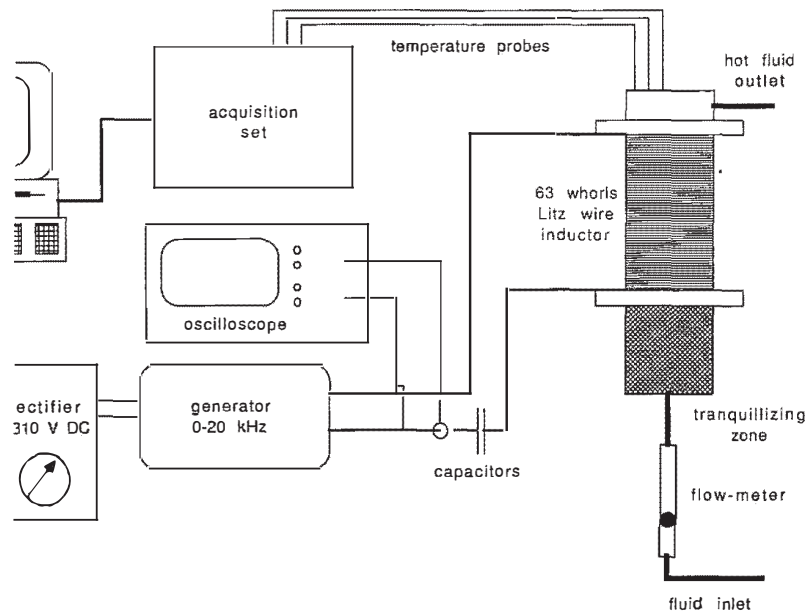 temperature probes
hot fluid
outlet
acquisition
set
63 whorls
Litz wire
inductor
oscilloscope
ectifier
310 V DC
generator
0-20 kHz
capacitors
tranquillizing
zone
flow-meter
fluid inlet